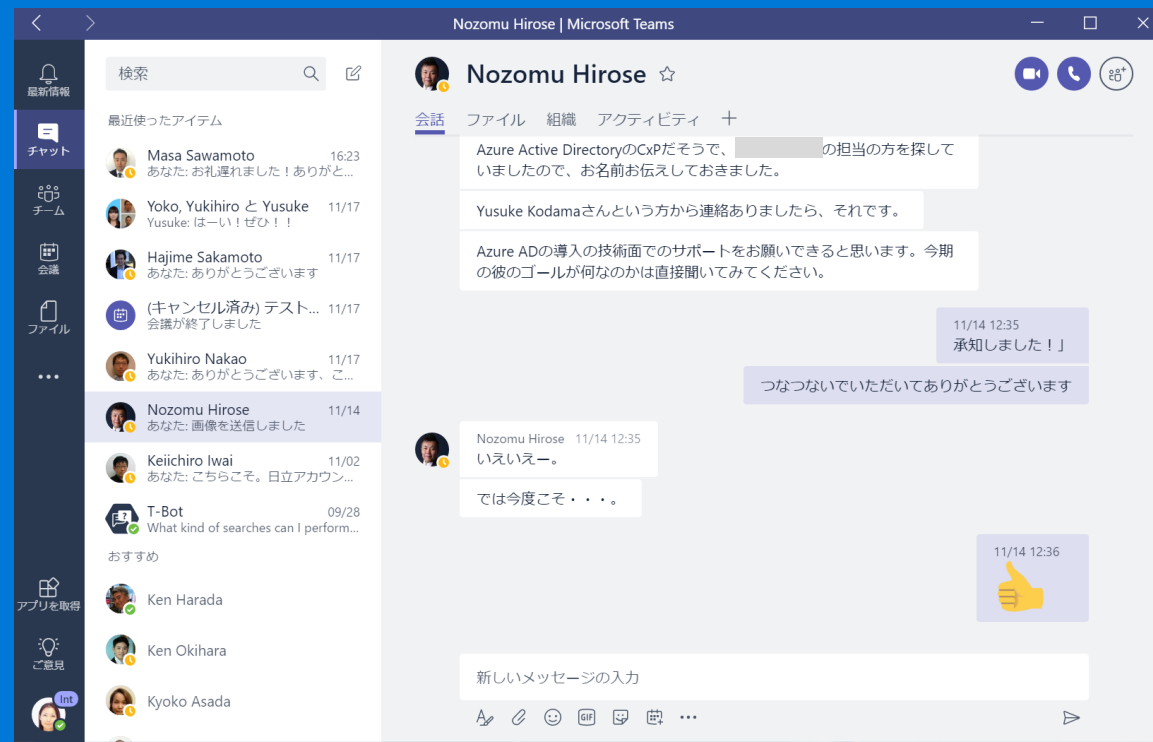 Nozomu Hirose | Microsoft Teams
最新情報
チャット
チーム
会議
ファイル
アプリを取得
ご意見
Int
検索
最近使ったアイテム
Masa Sawamoto 16:23
あなた: お礼遅れました！ありがと...
Yoko, Yukihiro と Yusuke 11/17
Yusuke: はーい！ぜひ！！
Hajime Sakamoto 11/17
あなた: ありがとうございます
(キャンセル済み) テスト... 11/17
会議が終了しました
Yukihiro Nakao 11/17
あなた: ありがとうございます、こ...
Nozomu Hirose 11/14
あなた: 画像を送信しました
Keiichiro Iwai 11/02
あなた: こちらこそ。日立アカウン...
T-Bot 09/28
What kind of searches can I perform...
おすすめ
Ken Harada
Ken Okihara
Kyoko Asada
Nozomu Hirose
会話 ファイル 組織 アクティビティ
Azure Active DirectoryのCxPだそうで、 の担当の方を探して
いましたので、お名前お伝えしておきました。
Yusuke Kodamaさんという方から連絡ありましたら、それです。
Azure ADの導入の技術面でのサポートをお願いできると思います。今期
の彼のゴールが何なのかは直接聞いてみてください。
11/14 12:35
承知しました！」
つなつないでいただいてありがとうございます
Nozomu Hirose 11/14 12:35
いえいえー。
では今度こそ・・・。
11/14 12:36
新しいメッセージの入力
GIF